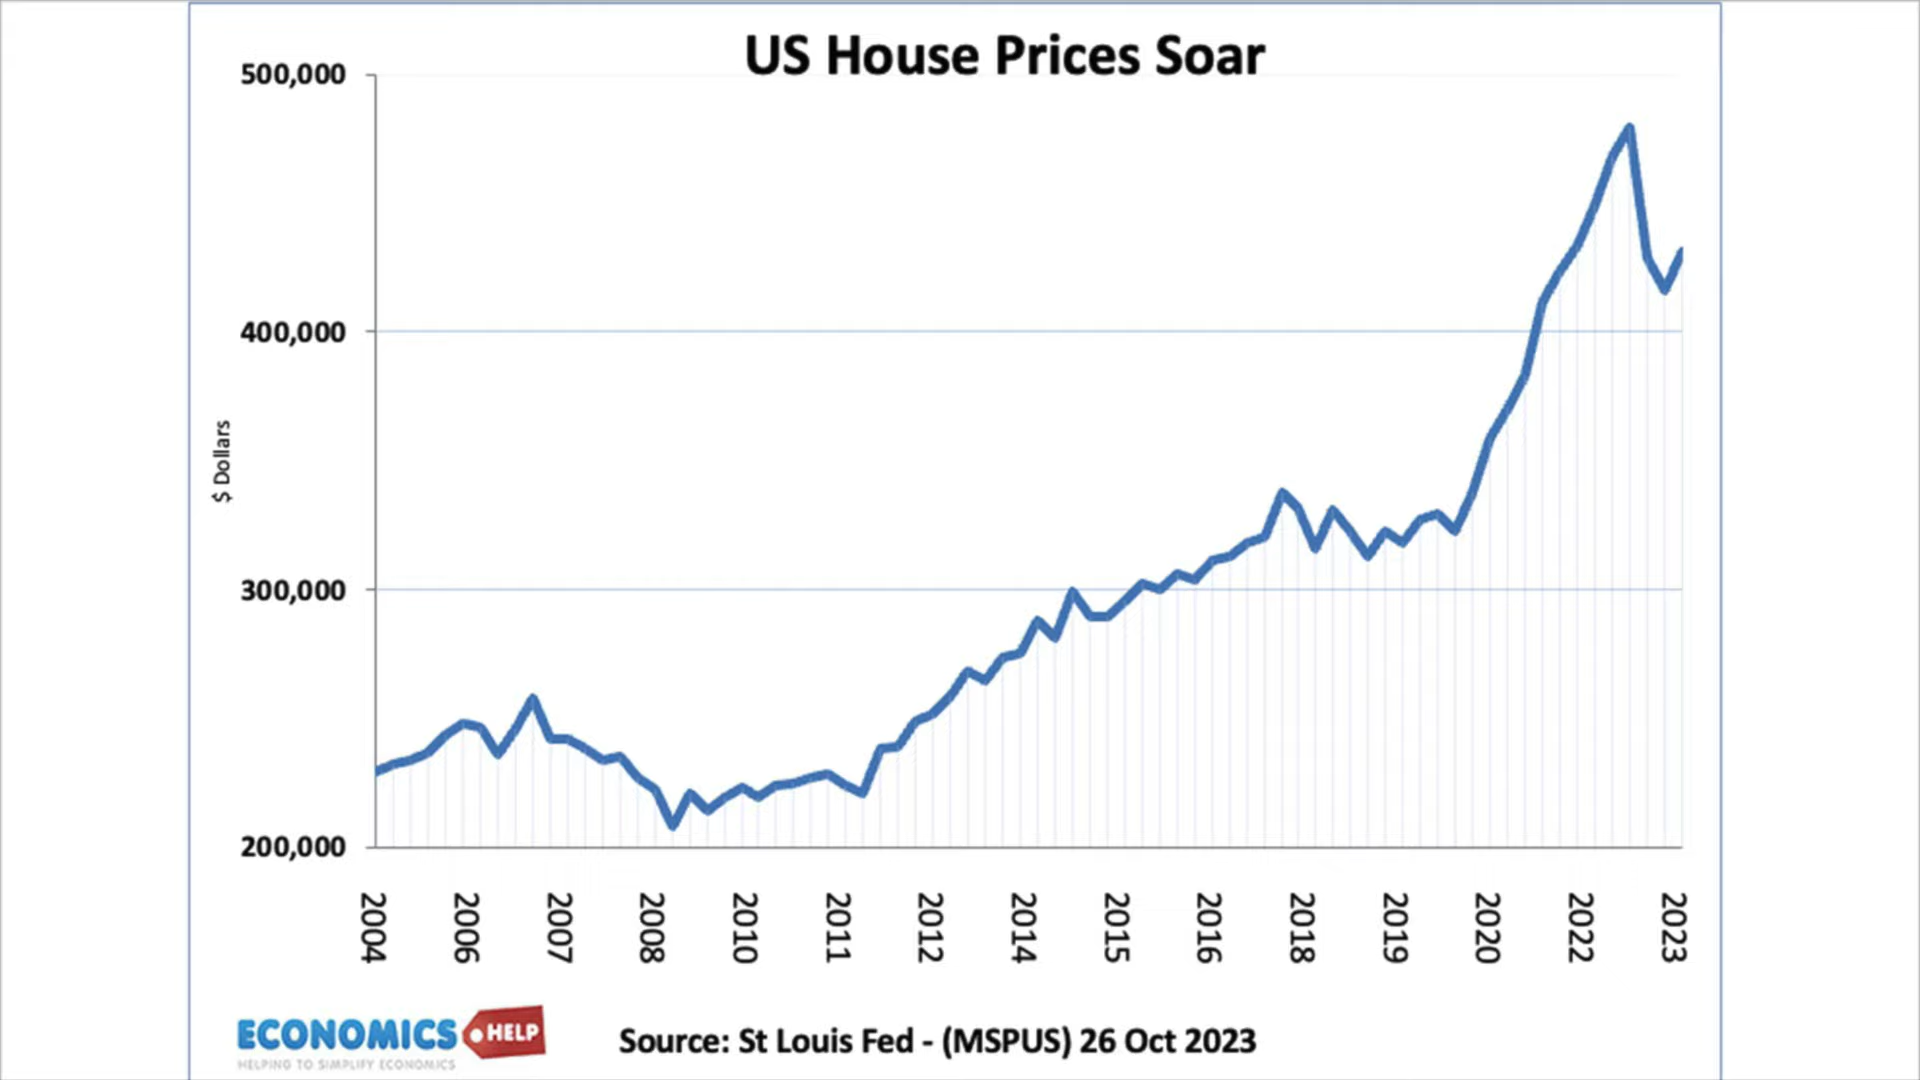 US House Prices Soar
500,000
400,000
300,000
200,000
$ Dollars
2004 2006 2007 2008 2010 2011 2012 2014 2015 2016 2018 2019 2020 2022 2023
ECONOMICS HELP
HELPING TO SIMPLIFY ECONOMICS
Source: St Louis Fed - (MSPUS) 26 Oct 2023